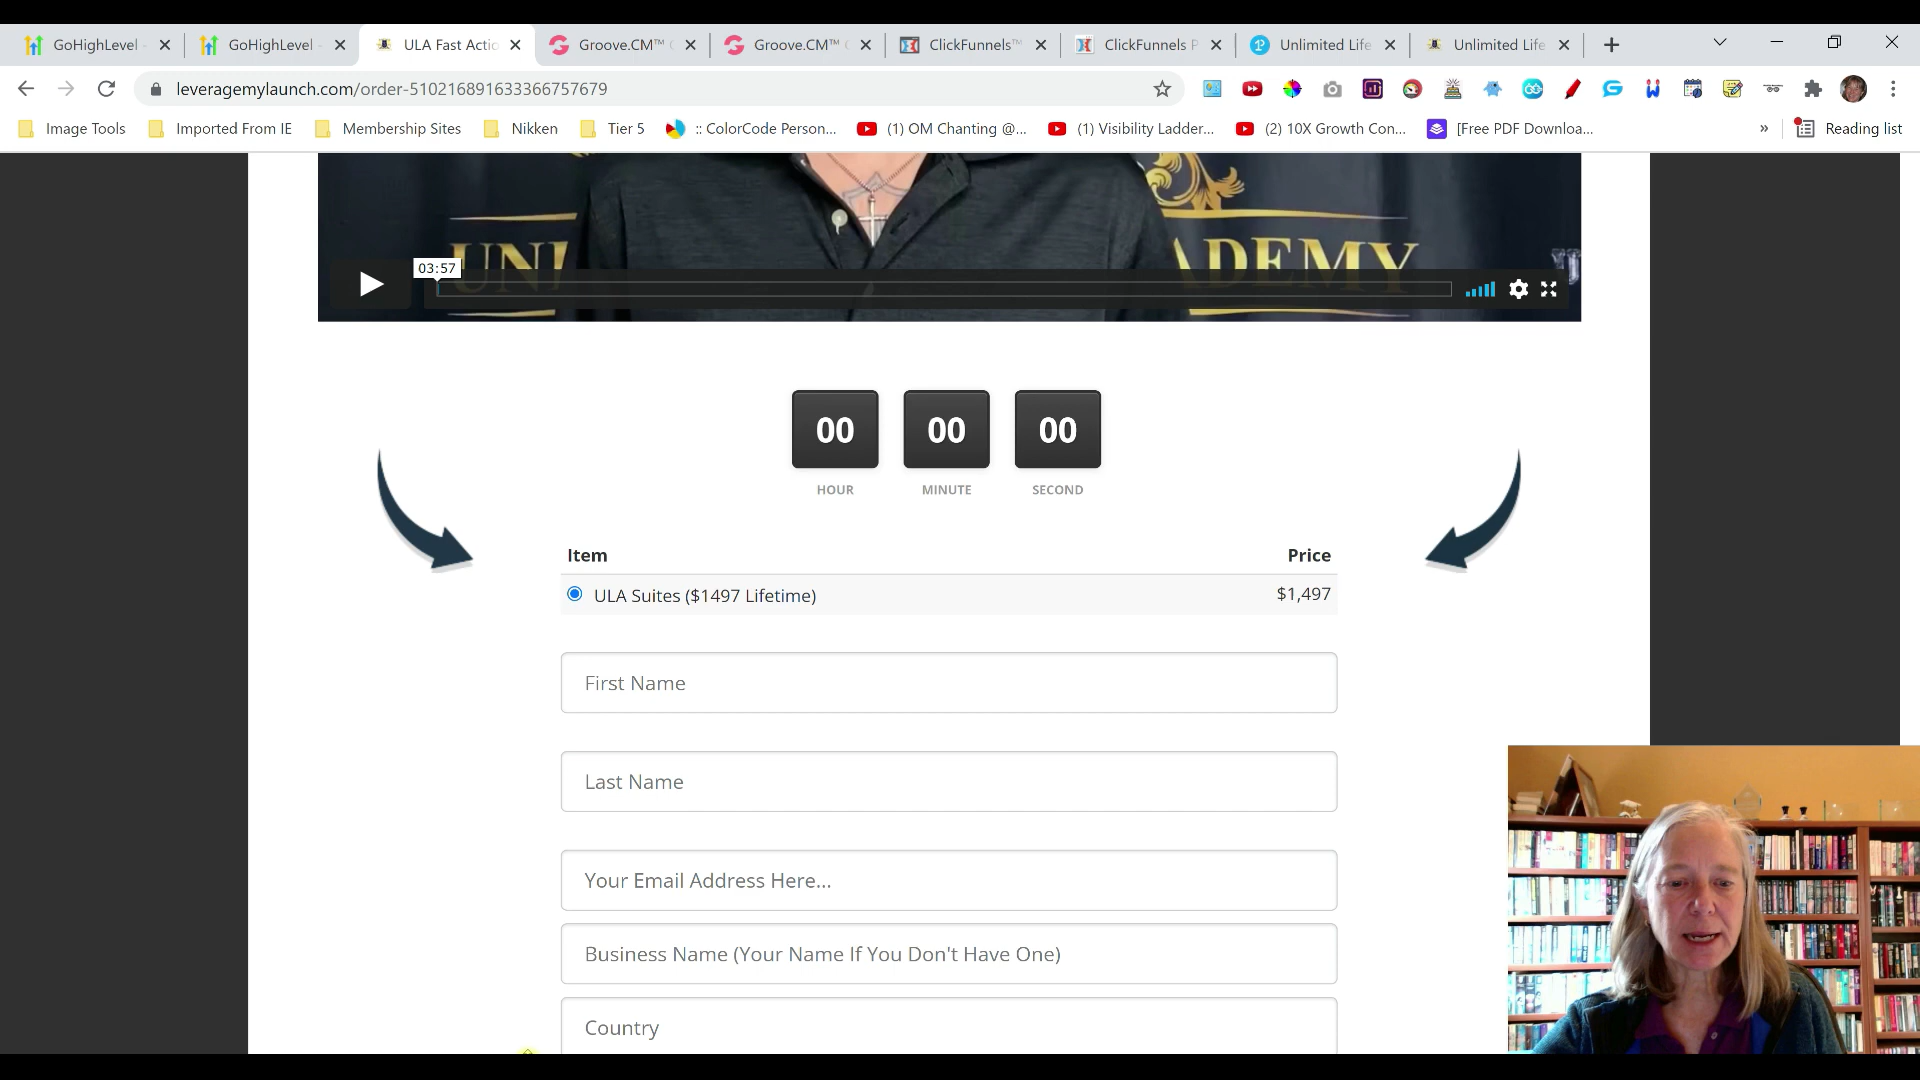 GoHighLevel
GoHighLevel
ULA Fast Actio
Groove.CM™
Groove.CM™
ClickFunnels™
ClickFunnels P
Unlimited Life
Unlimited Life
leveragemylaunch.com/order-510216891633366757679
Image Tools
Imported From IE
Membership Sites
Nikken
Tier 5
:: ColorCode Person...
(1) OM Chanting @...
(1) Visibility Ladder...
(2) 10X Growth Con...
[Free PDF Downloa...
»
Reading list
UNI
ADEMY
03:57
00
00
00
HOUR
MINUTE
SECOND
Item
Price
ULA Suites ($1497 Lifetime)
$1,497
First Name
Last Name
Your Email Address Here...
Business Name (Your Name If You Don't Have One)
Country